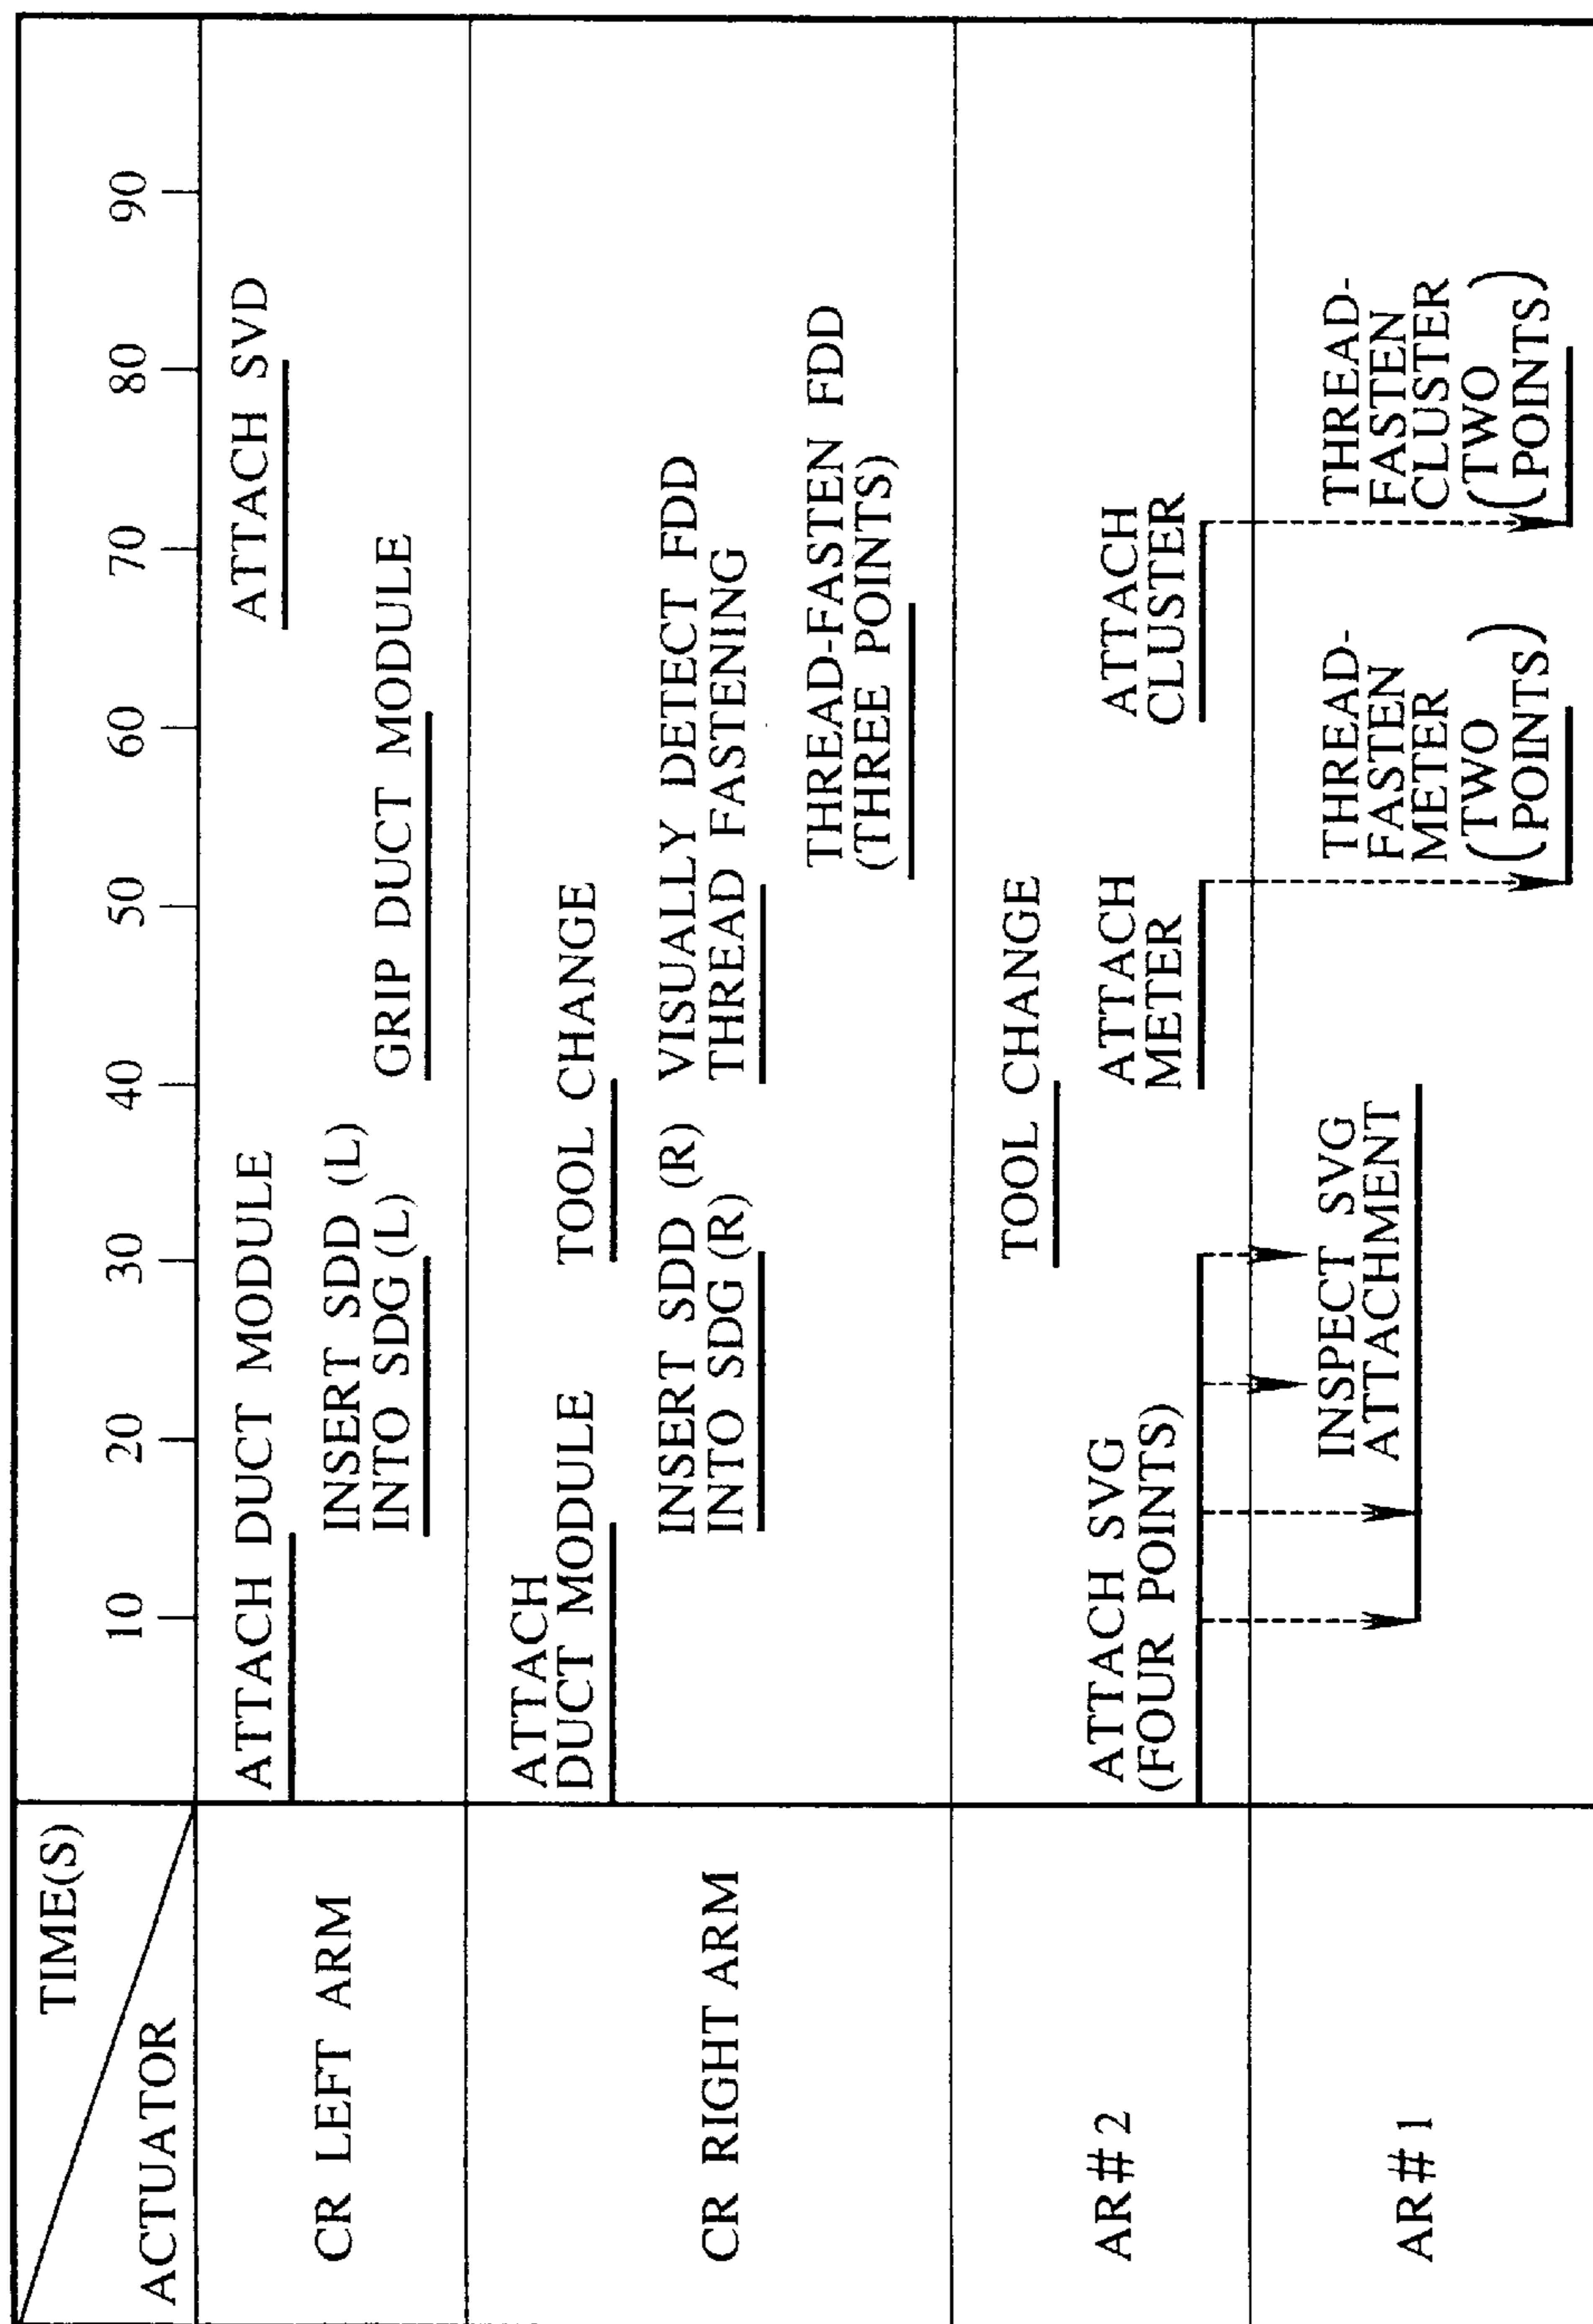 TIME(S)
ACTUATOR
10 20 30 40 50 60 70 80 90
CR LEFT ARM
ATTACH DUCT MODULE
ATTACH SVD
INSERT SDD (L)
INTO SDG (L)
GRIP DUCT MODULE
CR RIGHT ARM
ATTACH
DUCT MODULE
TOOL CHANGE
INSERT SDD (R)
INTO SDG (R)
VISUALLY DETECT FDD
THREAD FASTENING
THREAD-FASTEN FDD
(THREE POINTS)
AR#2
TOOL CHANGE
ATTACH SVG
(FOUR POINTS)
ATTACH
METER
ATTACH
CLUSTER
AR#1
INSPECT SVG
ATTACHMENT
THREAD-
FASTEN
METER
(TWO
POINTS)
THREAD-
FASTEN
CLUSTER
(TWO
POINTS)